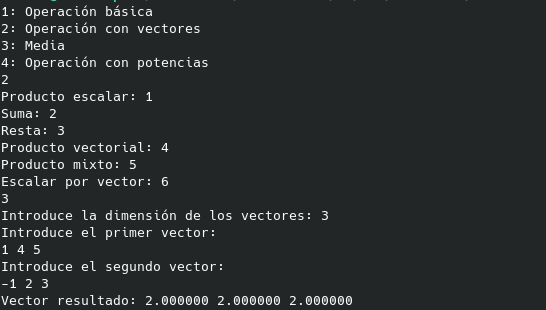 1: Operación básica
2: Operación con vectores
3: Media
4: Operación con potencias
2
Producto escalar: 1
Suma: 2
Resta: 3
Producto vectorial: 4
Producto mixto: 5
Escalar por vector: 6
3
Introduce la dimensión de los vectores: 3
Introduce el primer vector:
1 4 5
Introduce el segundo vector:
-1 2 3
Vector resultado: 2.000000 2.000000 2.000000